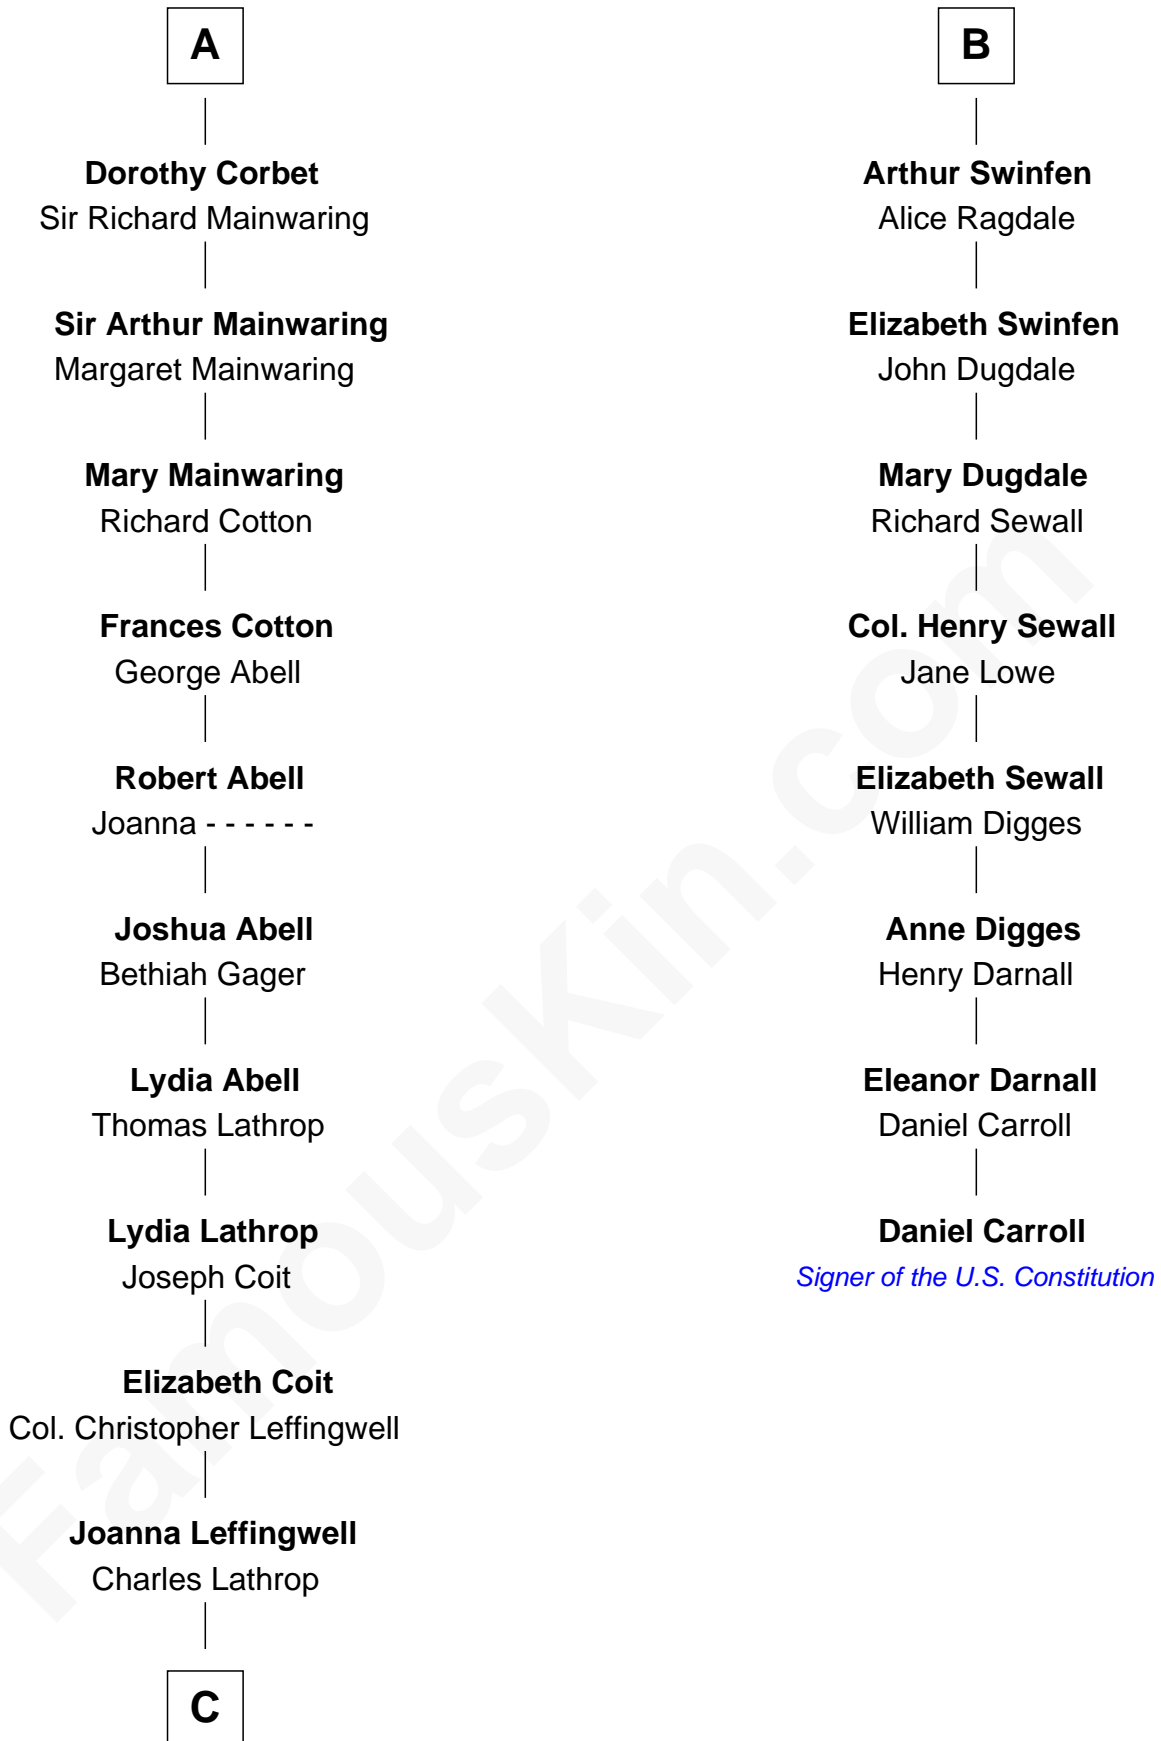 A
Dorothy Corbet
Sir Richard Mainwaring
Sir Arthur Mainwaring
Margaret Mainwaring
Mary Mainwaring
Richard Cotton
Frances Cotton
George Abell
Robert Abell
Joanna - - - - - -
Joshua Abell
Bethiah Gager
Lydia Abell
Thomas Lathrop
Lydia Lathrop
Joseph Coit
Elizabeth Coit
Col. Christopher Leffingwell
Joanna Leffingwell
Charles Lathrop
C
B
Arthur Swinfen
Alice Ragdale
Elizabeth Swinfen
John Dugdale
Mary Dugdale
Richard Sewall
Col. Henry Sewall
Jane Lowe
Elizabeth Sewall
William Digges
Anne Digges
Henry Darnall
Eleanor Darnall
Daniel Carroll
Daniel Carroll
Signer of the U.S. Constitution
FamousKin.com